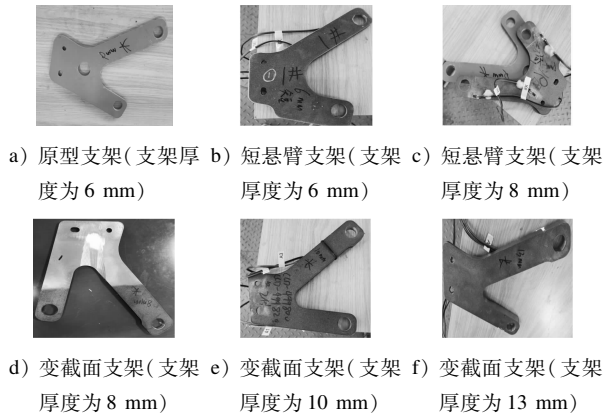 a) 原型支架(支架厚 b) 短悬臂支架(支架 c) 短悬臂支架(支架
度为 6 mm) 厚度为 6 mm) 厚度为 8 mm)
d) 变截面支架(支架 e) 变截面支架(支架 f) 变截面支架(支架
厚度为 8 mm) 厚度为 10 mm) 厚度为 13 mm)